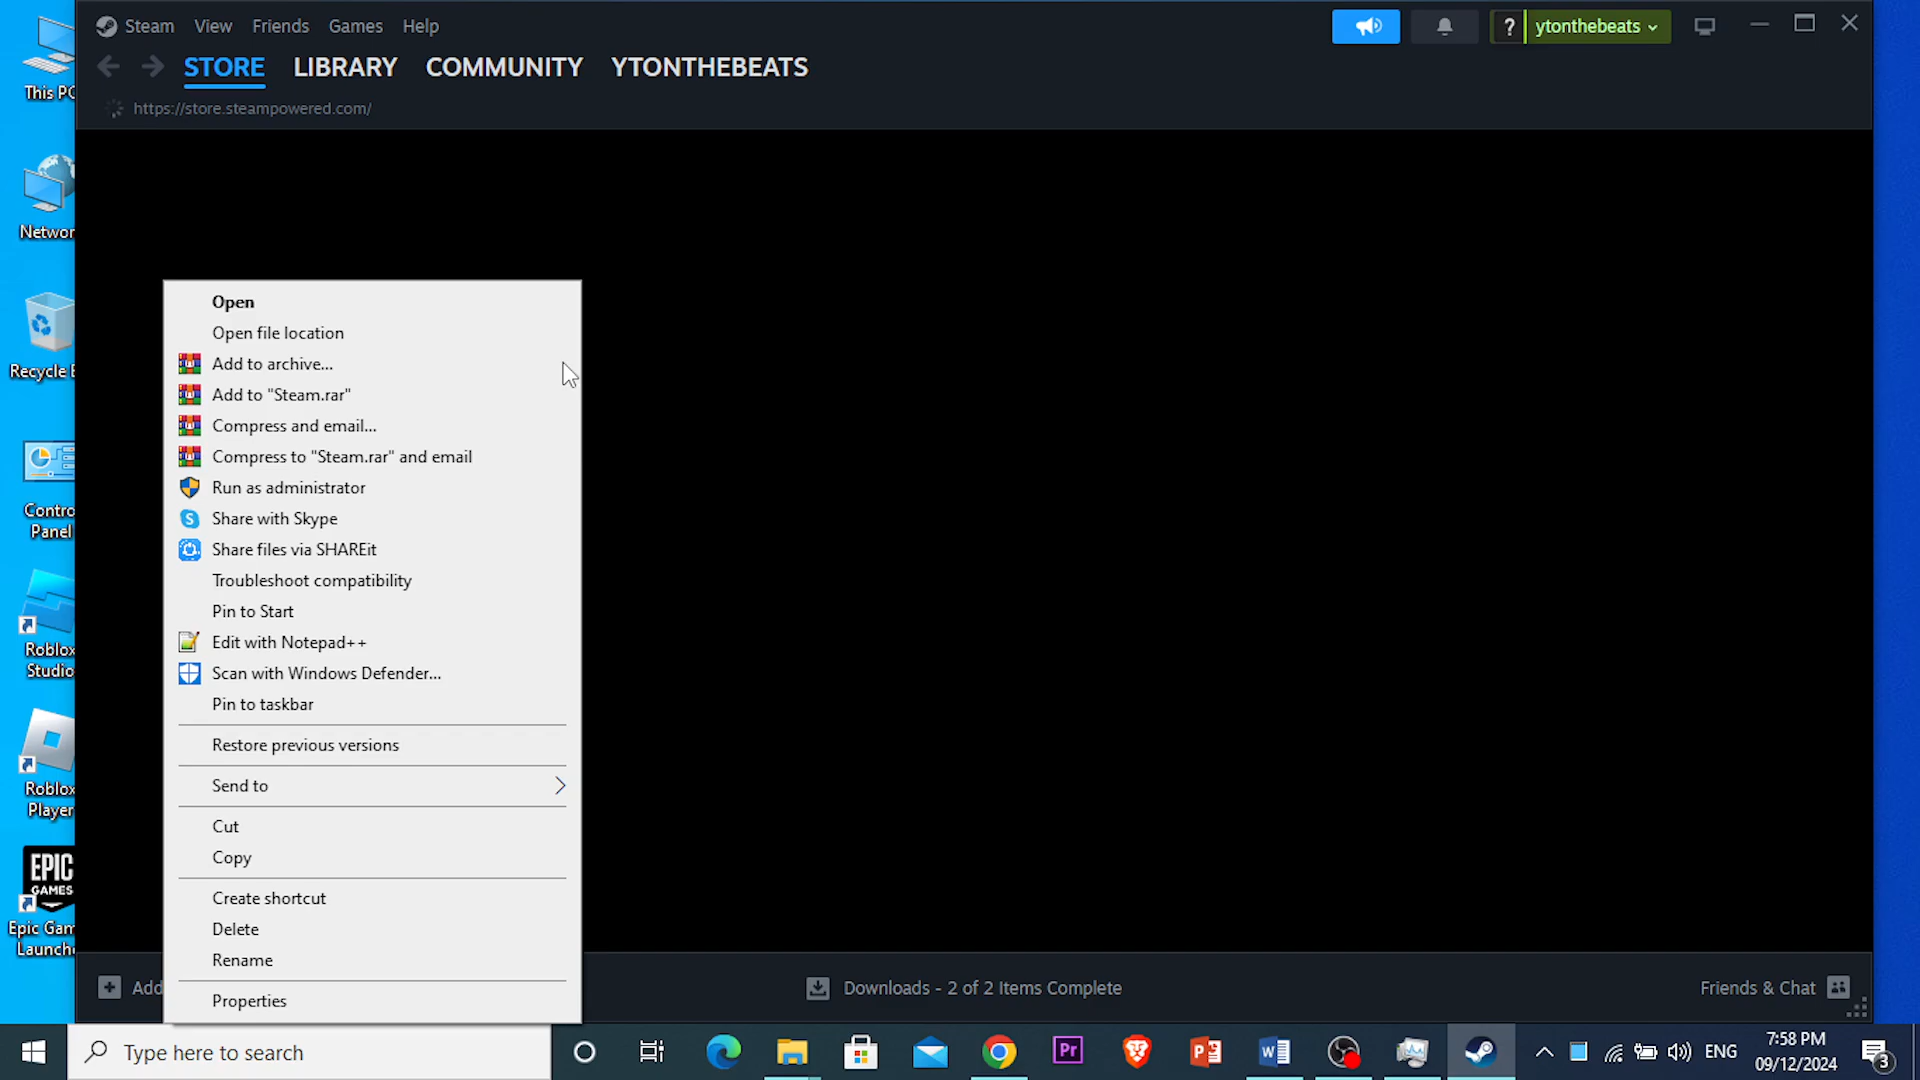 Steam View Friends Games Help
? ytonthebeats
STORE LIBRARY COMMUNITY YTONTHEBEATS
https://store.steampowered.com/
This PC
Network
Recycle B
Control
Panel
Roblox
Studio
Roblox
Player
EPIC
GAMES
Epic Gam
Launche
Open
Open file location
Add to archive...
Add to "Steam.rar"
Compress and email...
Compress to "Steam.rar" and email
Run as administrator
Share with Skype
Share files via SHAREit
Troubleshoot compatibility
Pin to Start
Edit with Notepad++
Scan with Windows Defender...
Pin to taskbar
Restore previous versions
Send to
Cut
Copy
Create shortcut
Delete
Rename
Properties
Add
Downloads - 2 of 2 Items Complete
Friends & Chat
Type here to search
Pr
ENG
7:58 PM
09/12/2024
3